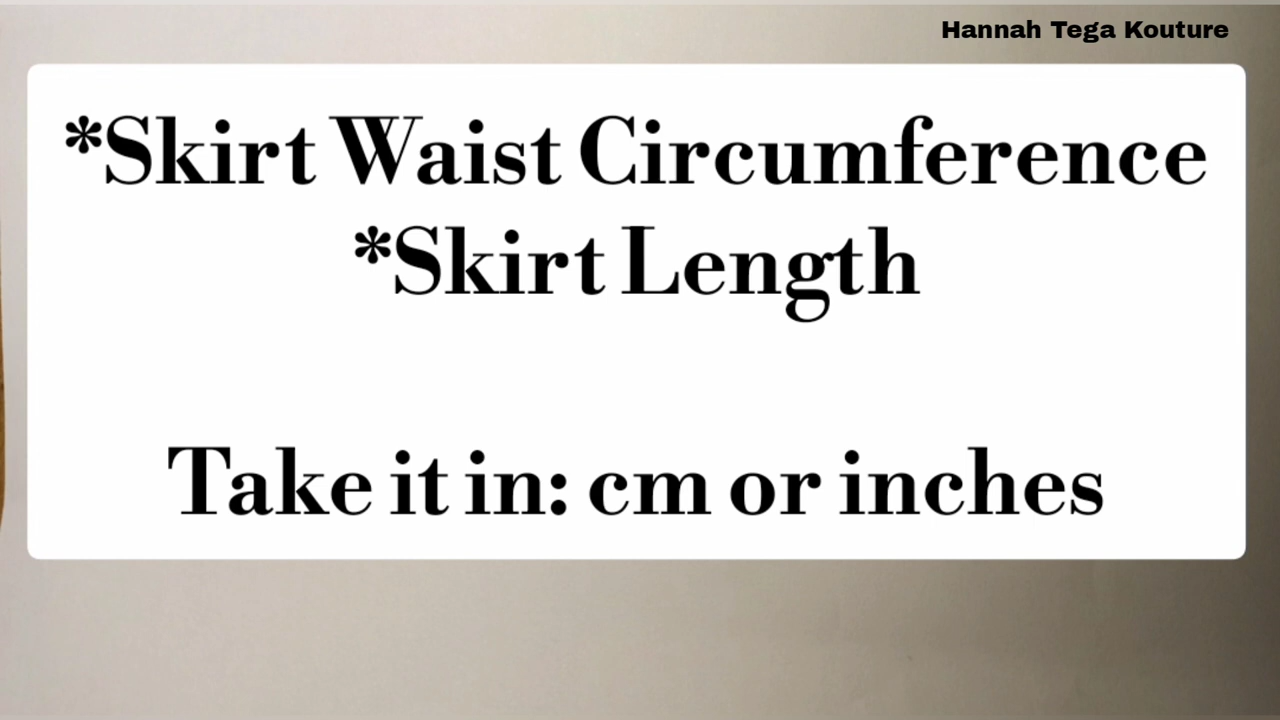 Hannah Tega Kouture
*Skirt Waist Circumference
*Skirt Length
Take it in: cm or inches